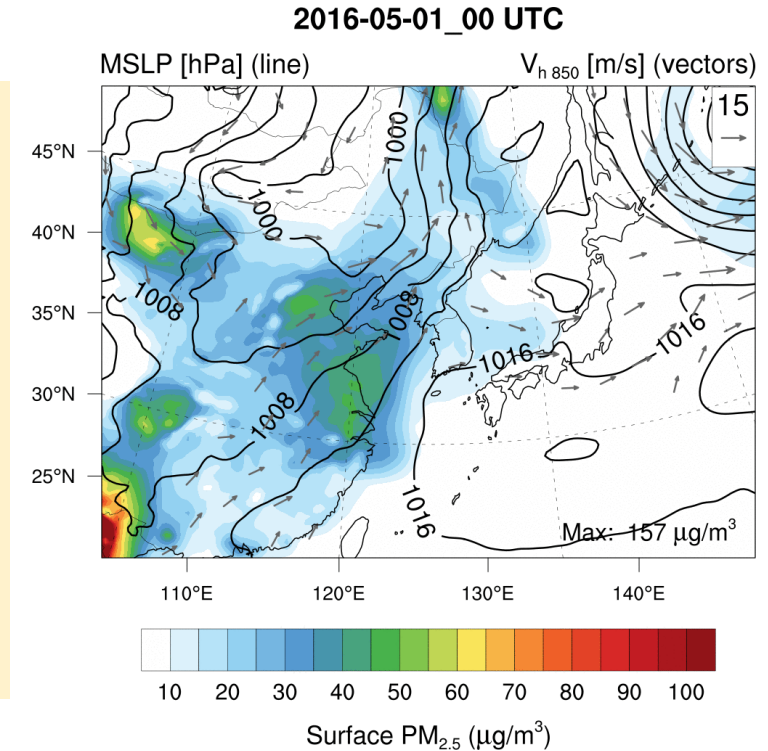 2016-05-01_00 UTC
MSLP [hPa] (line)
V h 850 [m/s] (vectors)
15
45°N
40°N
35°N
30°N
25°N
1000
1000
1008
1008
1008
1016
1016
1016
Max: 157 μg/m³
110°E 120°E 130°E 140°E
10 20 30 40 50 60 70 80 90 100
Surface PM2.5 (μg/m³)